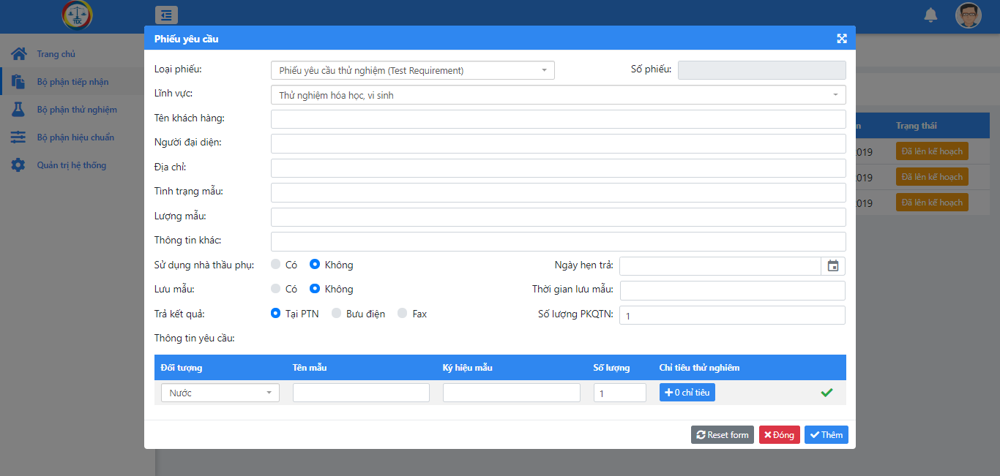 TDC
Trang chủ
Bộ phận tiếp nhận
Bộ phận thử nghiệm
Bộ phận hiệu chuẩn
Quản trị hệ thống
Phiếu yêu cầu
Loại phiếu: Phiếu yêu cầu thử nghiệm (Test Requirement) Số phiếu:
Lĩnh vực: Thử nghiệm hóa học, vi sinh
Tên khách hàng:
Người đại diện:
Địa chỉ:
Tình trạng mẫu:
Lượng mẫu:
Thông tin khác:
Sử dụng nhà thầu phụ: Có Không Ngày hẹn trả:
Lưu mẫu: Có Không Thời gian lưu mẫu:
Trả kết quả: Tại PTN Bưu điện Fax Số lượng PKQTN: 1
Thông tin yêu cầu:
Đối tượng Tên mẫu Ký hiệu mẫu Số lượng Chỉ tiêu thử nghiêm
Nước 1 0 chỉ tiêu
Reset form Đóng Thêm
n Trạng thái
2019 Đã lên kế hoạch
2019 Đã lên kế hoạch
2019 Đã lên kế hoạch